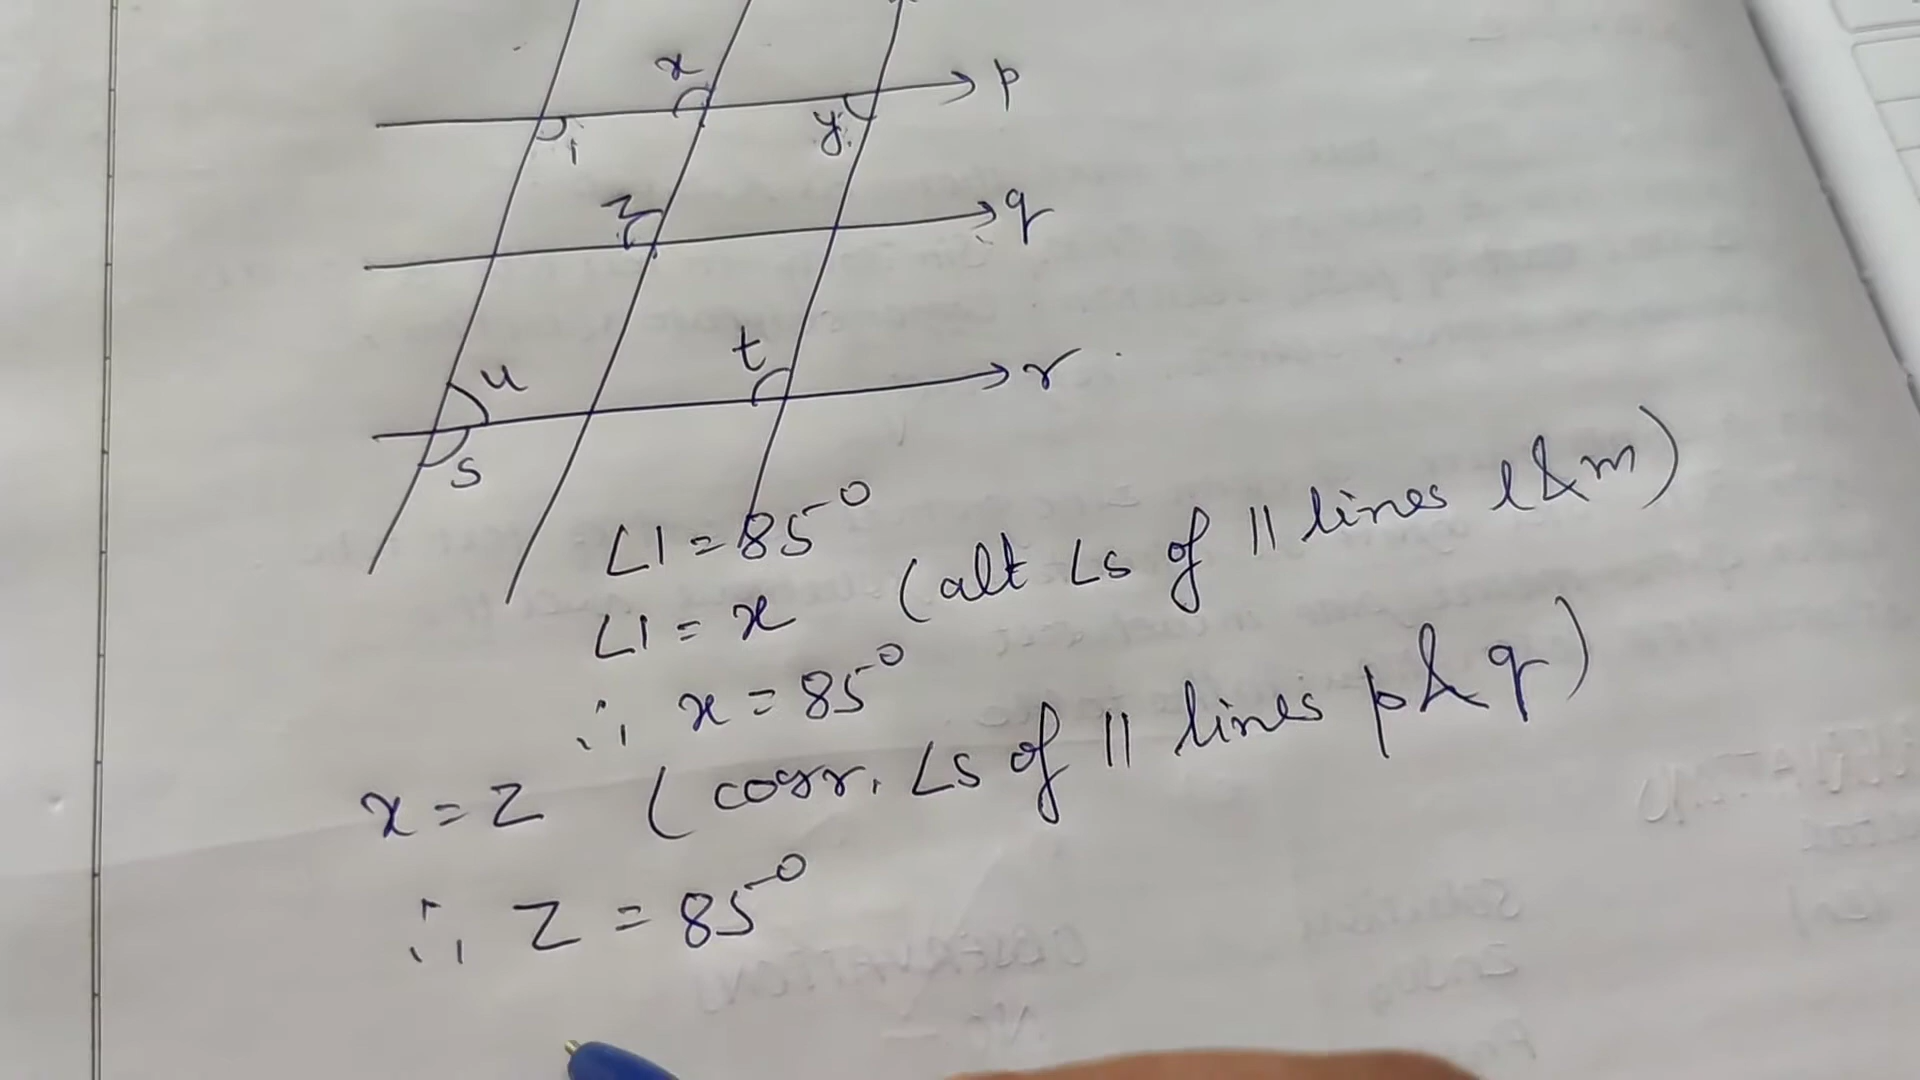 x
p
1
y
z
q
t
u
r
s
∠1 = 85°
∠1 = x (alt ∠s of || lines l & m)
∴ x = 85°
x = z (corr. ∠s of || lines p & q)
∴ z = 85°